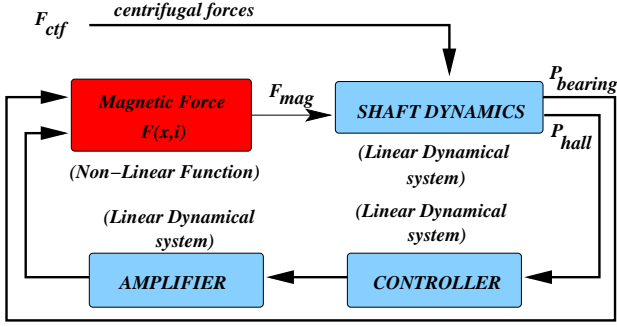 centrifugal forces
F_ctf
P_bearing
Magnetic Force
F(x,i)
F_mag
SHAFT DYNAMICS
P_hall
(Non-Linear Function)
(Linear Dynamical
system)
(Linear Dynamical
system)
(Linear Dynamical
system)
AMPLIFIER
CONTROLLER